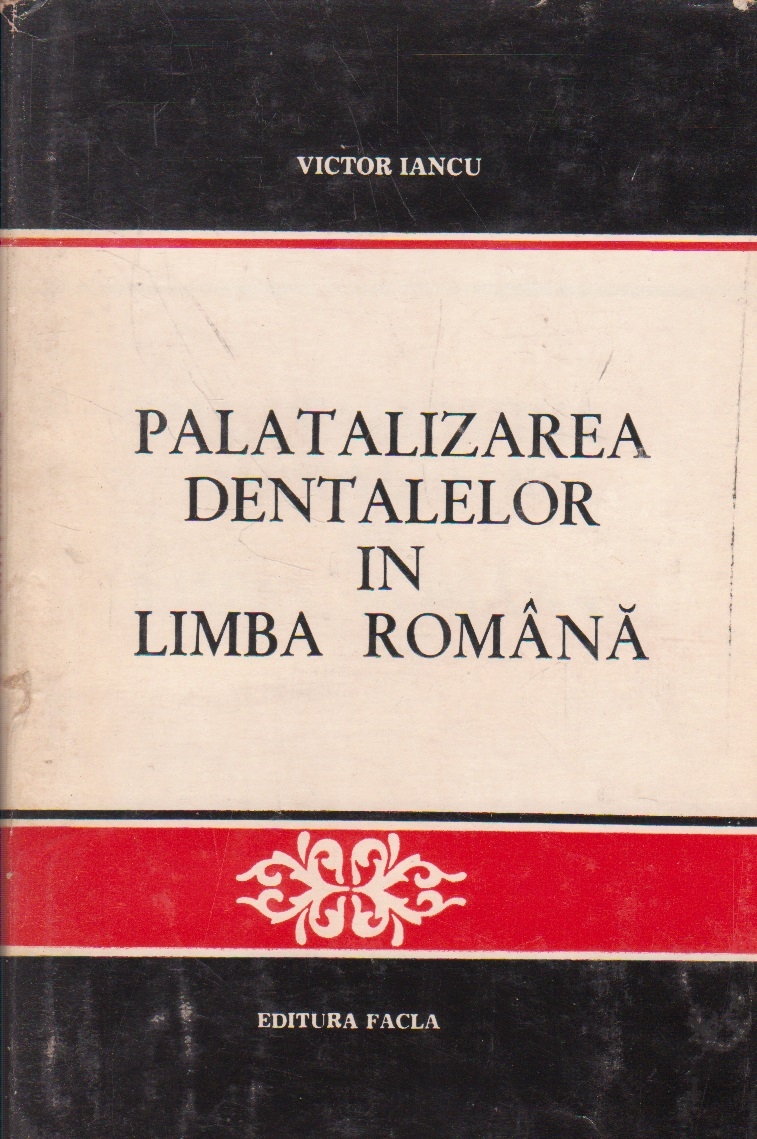 VICTOR IANCU
PALATALIZAREA
DENTALELOR
IN
LIMBA ROMÂNĂ
EDITURA FACLA